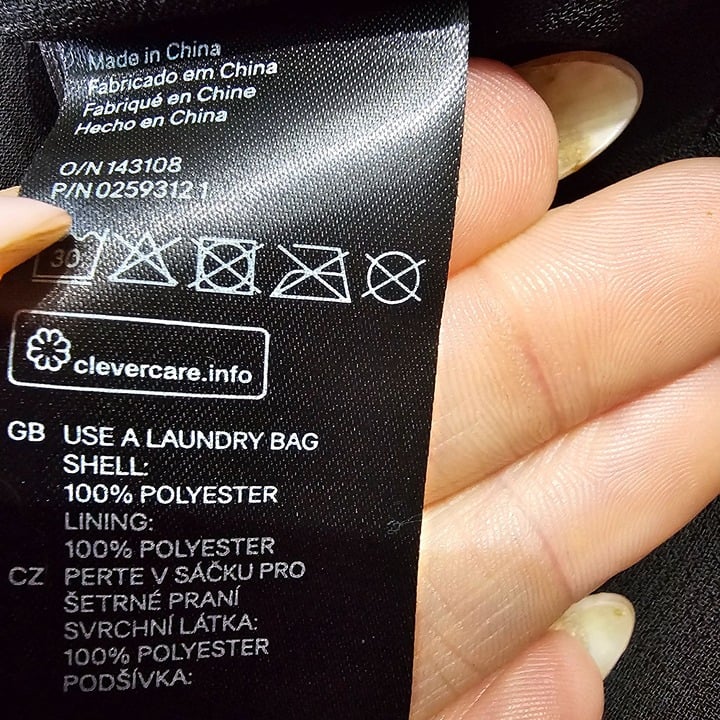 Made in China
Fabricado em China
Fabriqué en Chine
Hecho en China
O/N 143108
P/N 0259312 1
30
clevercare.info
GB USE A LAUNDRY BAG
SHELL:
100% POLYESTER
LINING:
100% POLYESTER
CZ PERTE V SÁČKU PRO
ŠETRNÉ PRANÍ
SVRCHNÍ LÁTKA:
100% POLYESTER
PODŠÍVKA: